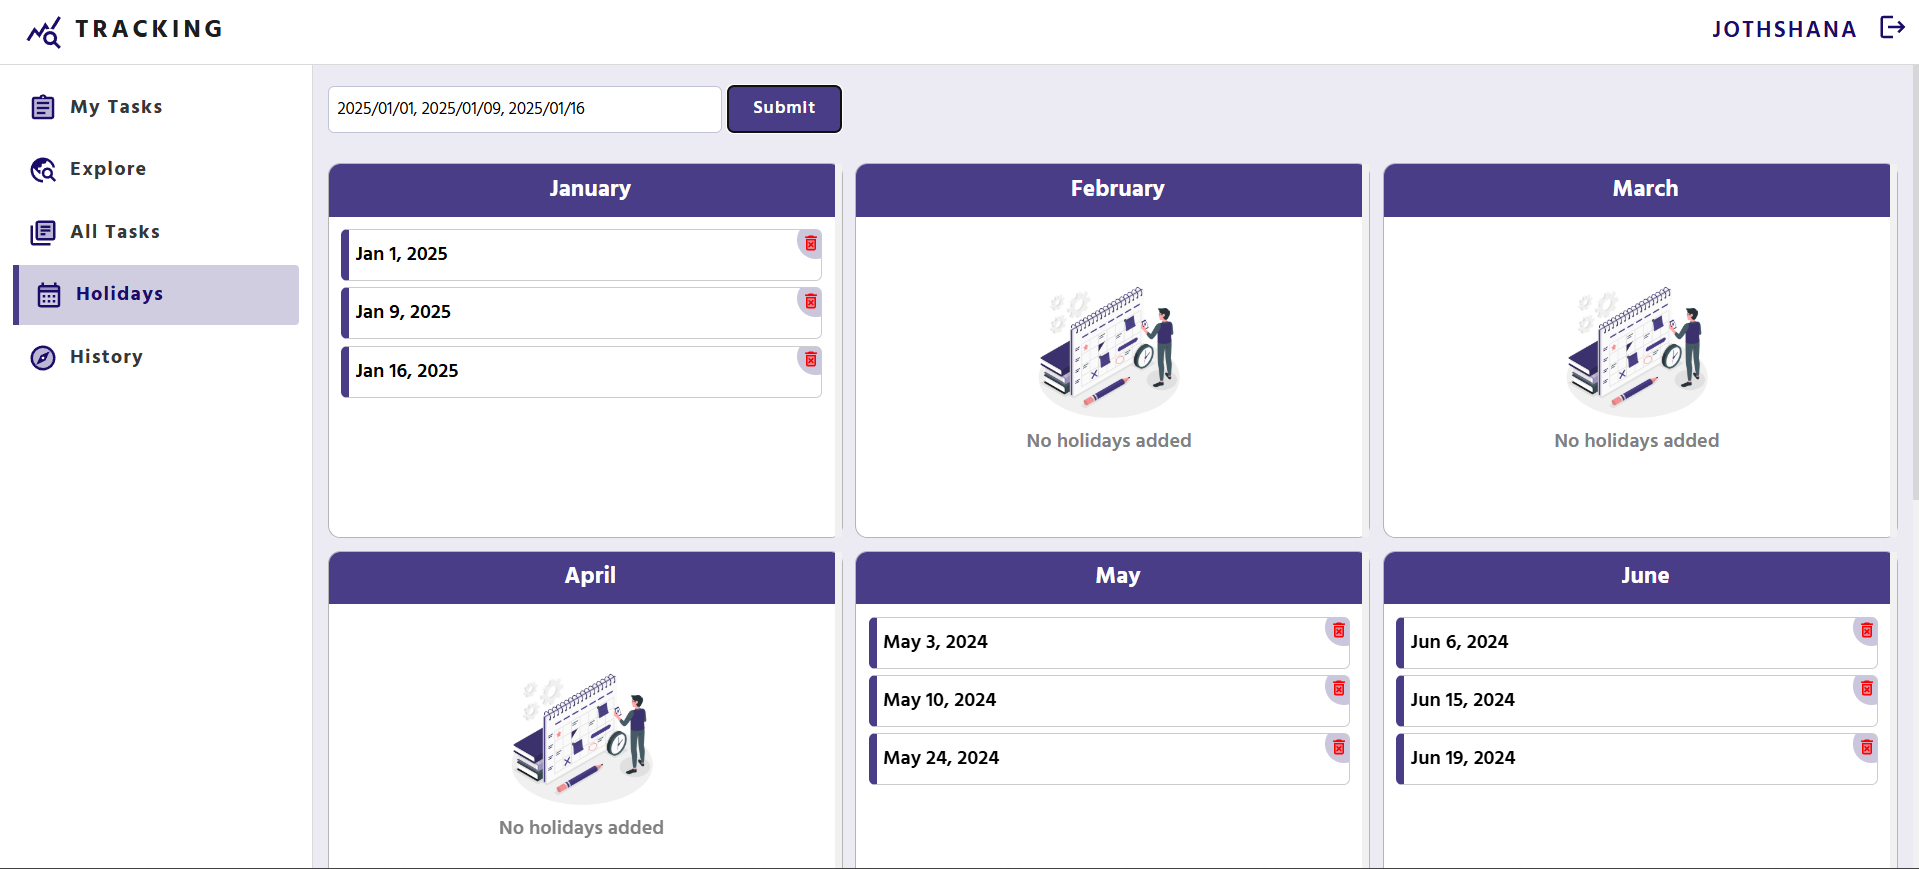 TRACKING
JOTHSHANA
My Tasks
Explore
All Tasks
Holidays
History
2025/01/01, 2025/01/09, 2025/01/16
Submit
January
Jan 1, 2025
Jan 9, 2025
Jan 16, 2025
February
No holidays added
March
No holidays added
April
No holidays added
May
May 3, 2024
May 10, 2024
May 24, 2024
June
Jun 6, 2024
Jun 15, 2024
Jun 19, 2024